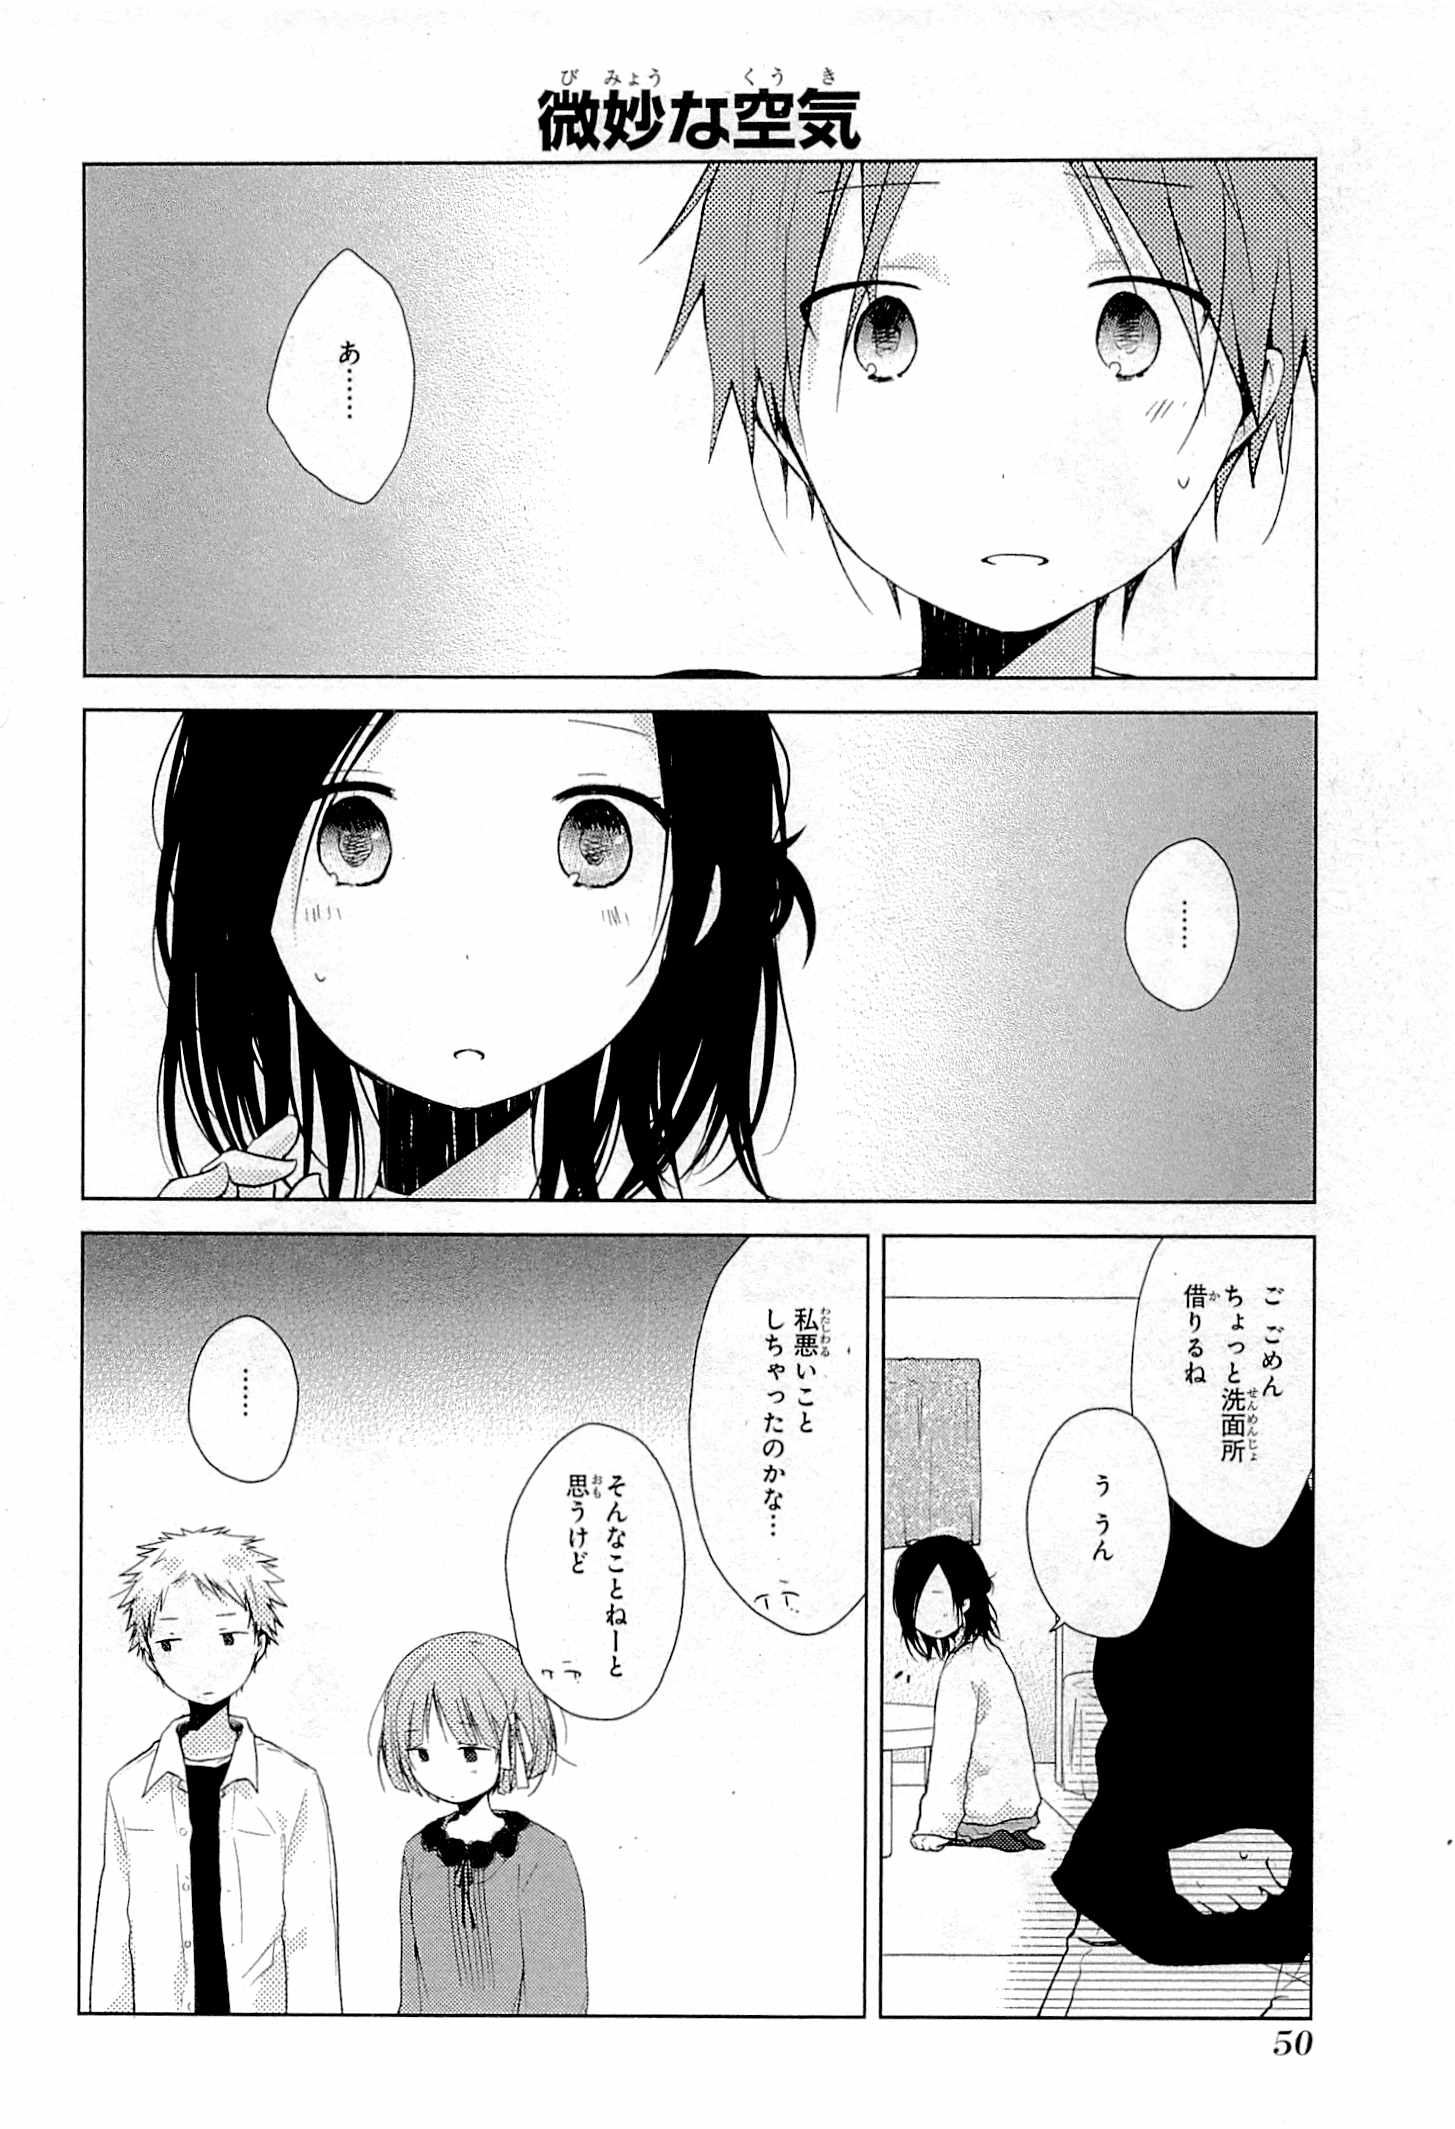 微妙な空気
あ……
……
ご ごめん
ちょっと洗面所
借りるね
う うん
私悪いこと
しちゃったのかな…
そんなことねーと
思うけど
……
50